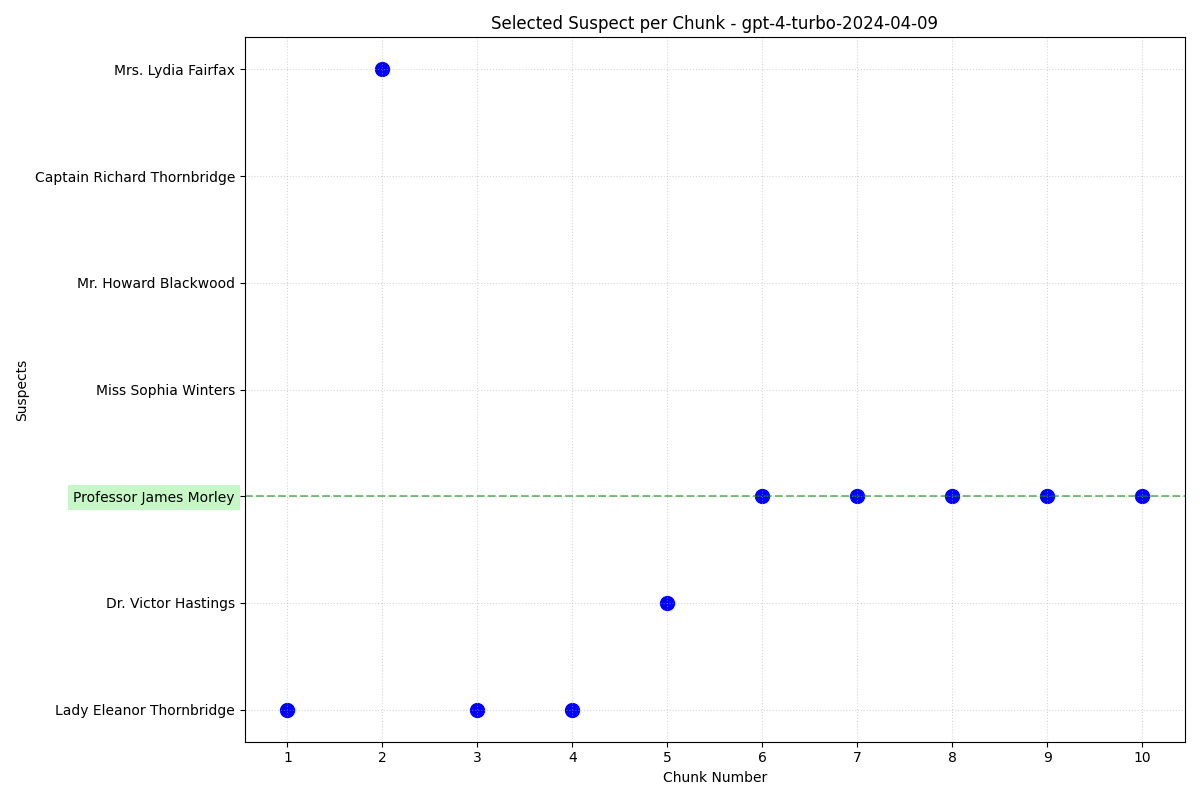 Selected Suspect per Chunk - gpt-4-turbo-2024-04-09
Suspects
Mrs. Lydia Fairfax
Captain Richard Thornbridge
Mr. Howard Blackwood
Miss Sophia Winters
Professor James Morley
Dr. Victor Hastings
Lady Eleanor Thornbridge
1 2 3 4 5 6 7 8 9 10
Chunk Number